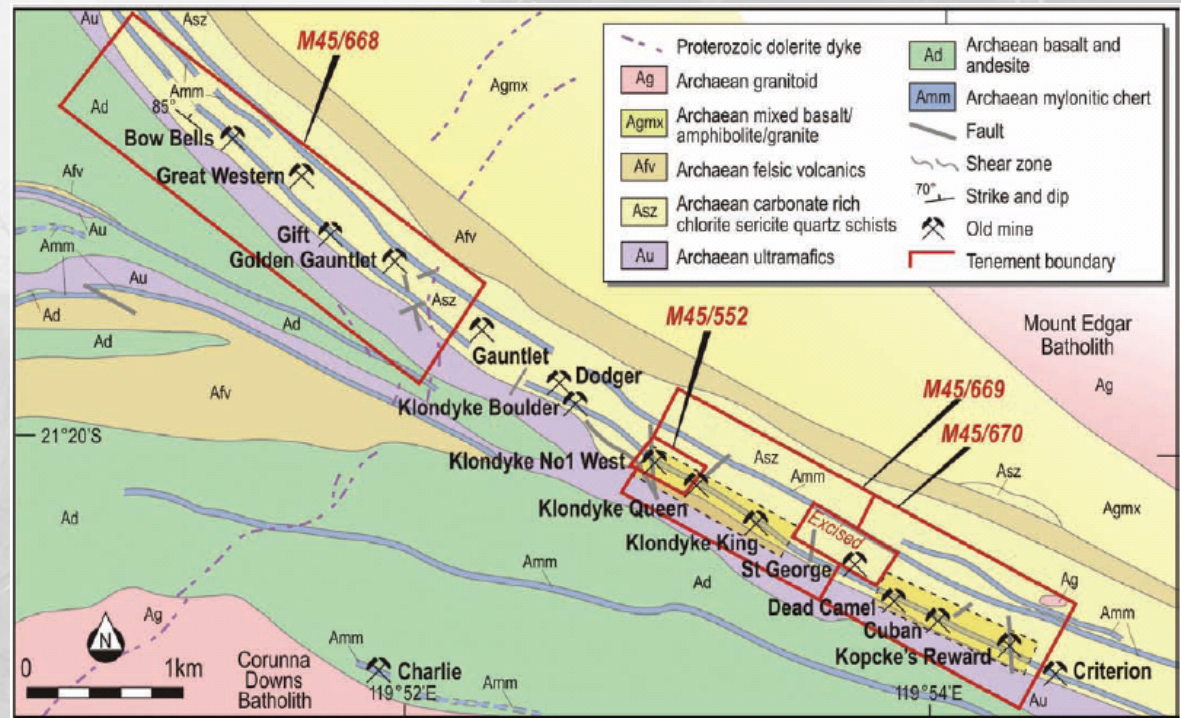 Au
Asz
M45/668
Amm
Agmx
Ad
85°
Bow Bells
Great Western
Afv
Gift
Golden Gauntlet
Afv
Au
Amm
Au
Asz
Ad
Ad
Ad
Afv
Gauntlet
Dodger
Klondyke Boulder
M45/552
Mount Edgar
Batholith
Ag
M45/669
M45/670
21°20'S
Klondyke No1 West
Asz
Amm
Asz
Klondyke Queen
Excised
Agmx
Klondyke King
St George
Ad
Amm
Ad
Dead Camel
Cuban
Kopcke's Reward
Ag
Amm
Criterion
Au
Ag
N
0
1km
Corunna
Downs
Batholith
Amm
Charlie
Amm
119°52'E
119°54'E
Proterozoic dolerite dyke
Ag
Archaean granitoid
Agmx
Archaean mixed basalt/
amphibolite/granite
Afv
Archaean felsic volcanics
Asz
Archaean carbonate rich
chlorite sericite quartz schists
Au
Archaean ultramafics
Ad
Archaean basalt and
andesite
Amm
Archaean mylonitic chert
Fault
Shear zone
70°
Strike and dip
Old mine
Tenement boundary